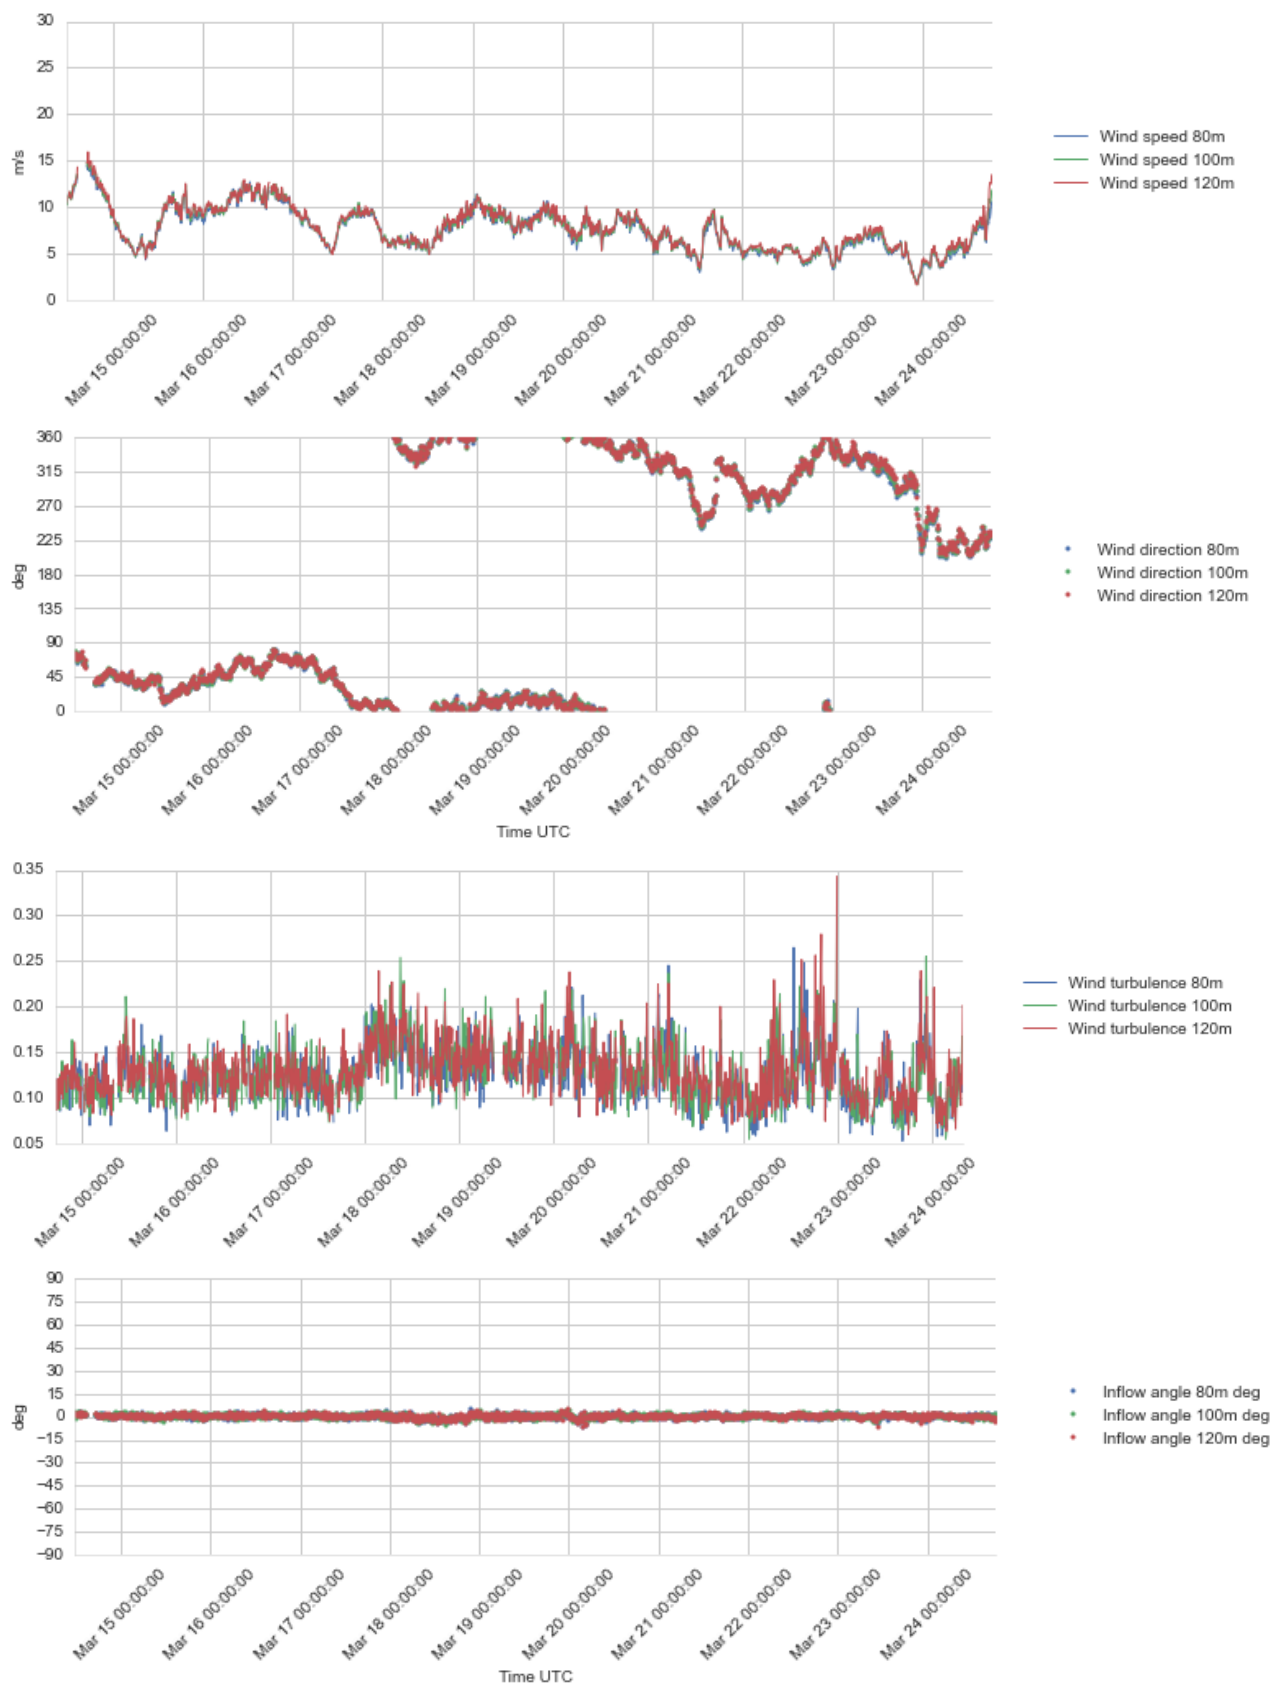 30
25
20
15
10
5
0
m/s
Wind speed 80m
Wind speed 100m
Wind speed 120m
Mar 15 00:00:00
Mar 16 00:00:00
Mar 17 00:00:00
Mar 18 00:00:00
Mar 19 00:00:00
Mar 20 00:00:00
Mar 21 00:00:00
Mar 22 00:00:00
Mar 23 00:00:00
Mar 24 00:00:00
360
315
270
225
180
135
90
45
0
deg
Wind direction 80m
Wind direction 100m
Wind direction 120m
Mar 15 00:00:00
Mar 16 00:00:00
Mar 17 00:00:00
Mar 18 00:00:00
Mar 19 00:00:00
Mar 20 00:00:00
Mar 21 00:00:00
Mar 22 00:00:00
Mar 23 00:00:00
Mar 24 00:00:00
Time UTC
0.35
0.30
0.25
0.20
0.15
0.10
0.05
Wind turbulence 80m
Wind turbulence 100m
Wind turbulence 120m
Mar 15 00:00:00
Mar 16 00:00:00
Mar 17 00:00:00
Mar 18 00:00:00
Mar 19 00:00:00
Mar 20 00:00:00
Mar 21 00:00:00
Mar 22 00:00:00
Mar 23 00:00:00
Mar 24 00:00:00
90
75
60
45
30
15
0
−15
−30
−45
−60
−75
−90
deg
Inflow angle 80m deg
Inflow angle 100m deg
Inflow angle 120m deg
Mar 15 00:00:00
Mar 16 00:00:00
Mar 17 00:00:00
Mar 18 00:00:00
Mar 19 00:00:00
Mar 20 00:00:00
Mar 21 00:00:00
Mar 22 00:00:00
Mar 23 00:00:00
Mar 24 00:00:00
Time UTC